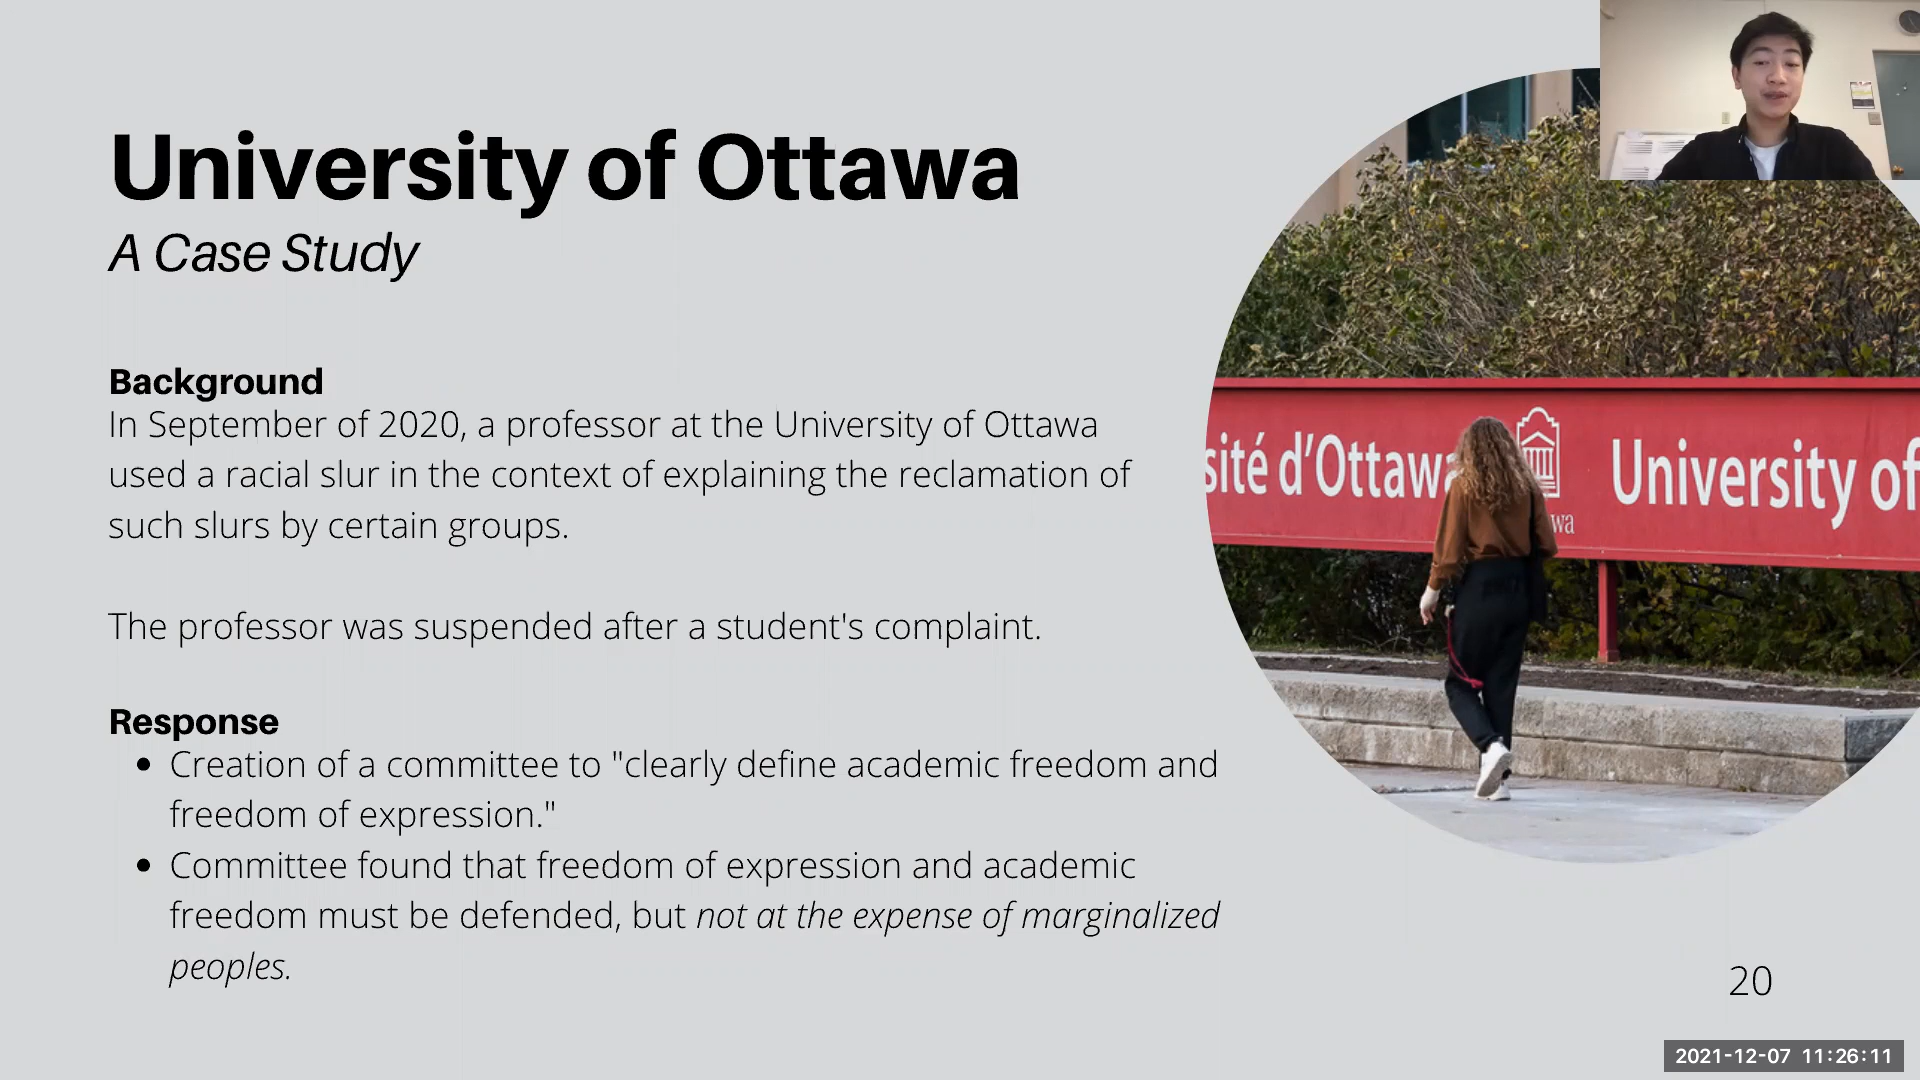 University of Ottawa
A Case Study
Background
In September of 2020, a professor at the University of Ottawa
used a racial slur in the context of explaining the reclamation of
such slurs by certain groups.
The professor was suspended after a student's complaint.
Response
• Creation of a committee to "clearly define academic freedom and
freedom of expression."
• Committee found that freedom of expression and academic
freedom must be defended, but not at the expense of marginalized
peoples.
sité d'Ottawa
University of
wa
20
2021-12-07 11:26:11